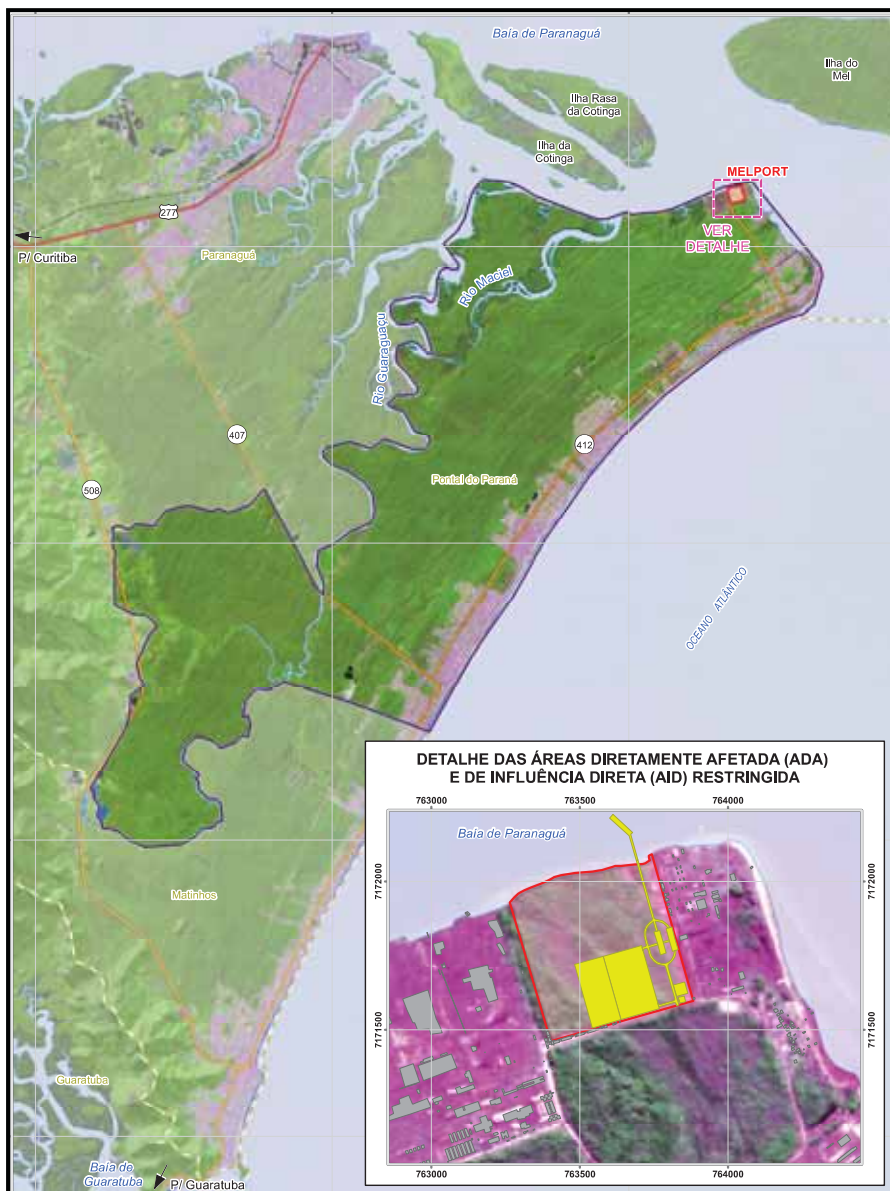 Baía de Paranaguá
Ilha do
Mel
Ilha Rasa
da Cotinga
Ilha da
Cotinga
MELPORT
277
VER
DETALHE
P/ Curitiba
Paranaguá
Rio Maciel
Rio Guaraguaçu
407
412
508
Pontal do Paraná
OCEANO ATLÂNTICO
DETALHE DAS ÁREAS DIRETAMENTE AFETADA (ADA)
E DE INFLUÊNCIA DIRETA (AID) RESTRINGIDA
763000 763500 764000
Baía de Paranaguá
7172000 7172000
7171500 7171500
763000 763500 764000
Matinhos
Guaratuba
Baía de
Guaratuba
P/ Guaratuba